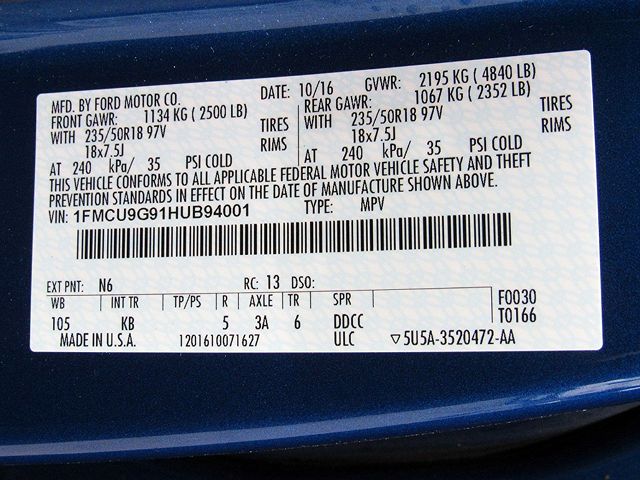 MFD. BY FORD MOTOR CO. DATE: 10/16 GVWR: 2195 KG ( 4840 LB)
FRONT GAWR: 1134 KG ( 2500 LB) REAR GAWR: 1067 KG ( 2352 LB)
WITH 235/50R18 97V TIRES WITH 235/50R18 97V TIRES
18x7.5J RIMS 18x7.5J RIMS
AT 240 kPa/ 35 PSI COLD AT 240 kPa/ 35 PSI COLD
THIS VEHICLE CONFORMS TO ALL APPLICABLE FEDERAL MOTOR VEHICLE SAFETY AND THEFT
PREVENTION STANDARDS IN EFFECT ON THE DATE OF MANUFACTURE SHOWN ABOVE.
VIN: 1FMCU9G91HUB94001 TYPE: MPV
EXT PNT: N6 RC: 13 DSO:
WB INT TR TP/PS R AXLE TR SPR F0030
105 KB 5 3A 6 DDCC T0166
MADE IN U.S.A. 1201610071627 ULC ▽5U5A-3520472-AA